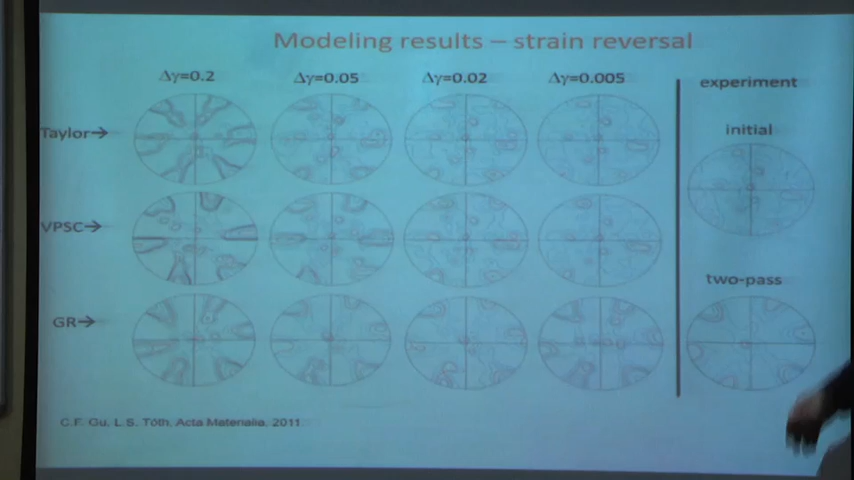 Modeling results – strain reversal
Δγ=0.2 Δγ=0.05 Δγ=0.02 Δγ=0.005
experiment
Taylor→
initial
VPSC→
two-pass
GR→
C.F. Gu, L.S. Tóth, Acta Materialia, 2011.